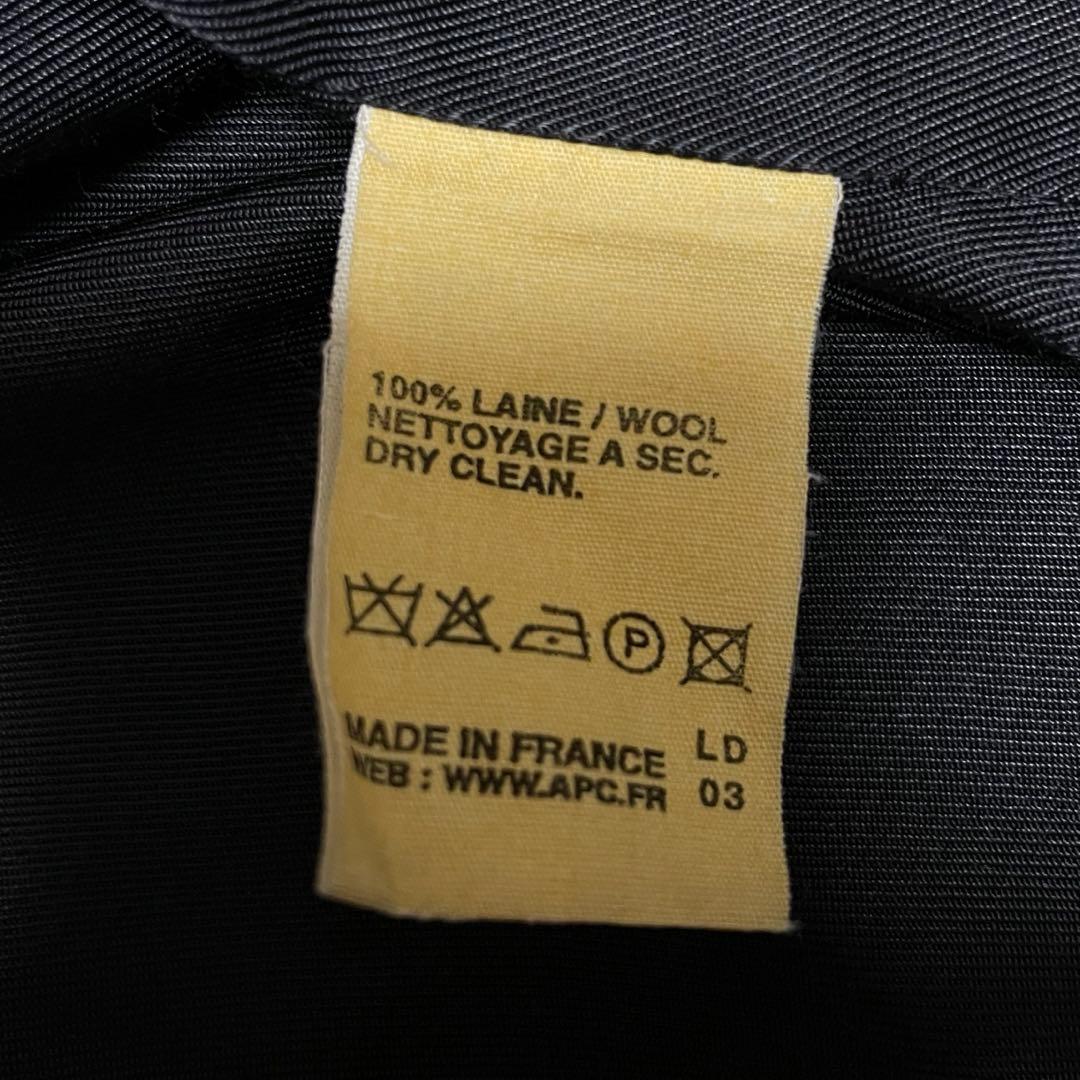 100% LAINE / WOOL
NETTOYAGE A SEC.
DRY CLEAN.
P
MADE IN FRANCE LD
WEB : WWW.APC.FR 03